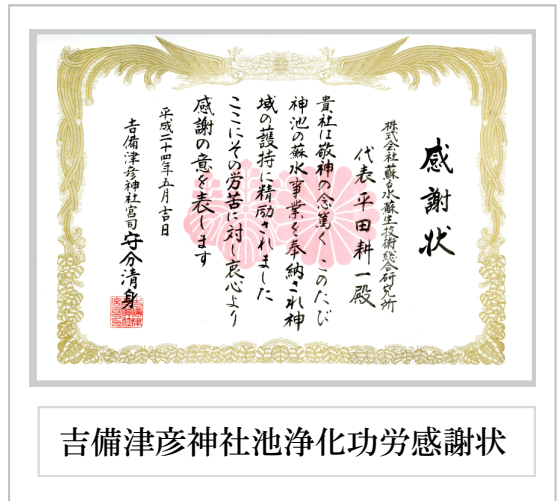 感謝状
株式会社蘇生水蘇生技術総合研究所
代表 平田耕一殿
貴社は敬神の念篤く このたび
神池の蘇水事業を奉納され神
域の護持に精励されました
ここにその労苦に対し衷心より
感謝の意を表します
平成二十四年五月吉日
吉備津彦神社宮司 守分清身
吉備津彦神社池浄化功労感謝状